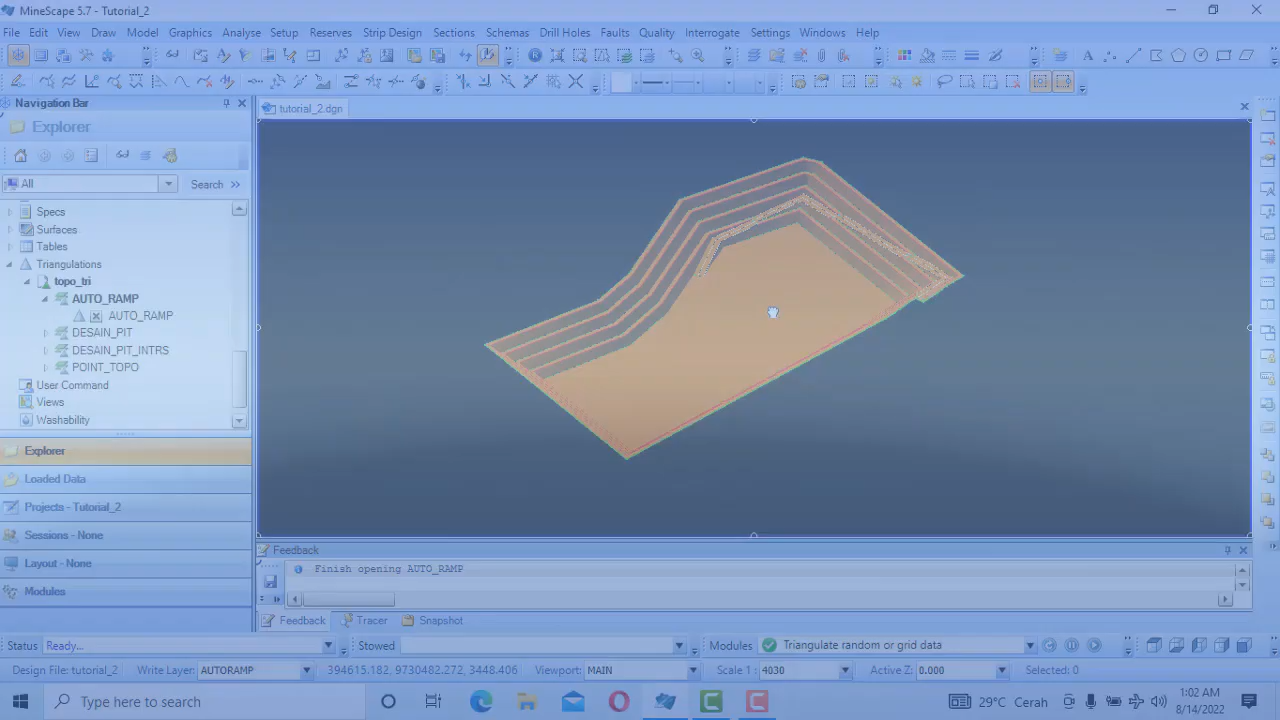 MineScape 5.7 - Tutorial_2
File Edit View Draw Model Graphics Analyse Setup Reserves Strip Design Sections Schemas Drill Holes Faults Quality Interrogate Settings Windows Help
Navigation Bar
tutorial_2.dgn
Explorer
All
Search »
Specs
Surfaces
Tables
Triangulations
topo_tri
AUTO_RAMP
AUTO_RAMP
DESAIN_PIT
DESAIN_PIT_INTRS
POINT_TOPO
User Command
Views
Washability
Explorer
Loaded Data
Projects - Tutorial_2
Sessions - None
Layout - None
Modules
Feedback
Finish opening AUTO_RAMP
Feedback Tracer Snapshot
Status Ready... Stowed Modules Triangulate random or grid data
Design File: tutorial_2 Write Layer: AUTORAMP 394615.182, 9730482.272, 3448.406 Viewport: MAIN Scale 1: 4030 Active Z: 0.000 Selected: 0
Type here to search
29°C Cerah
1:02 AM
8/14/2022